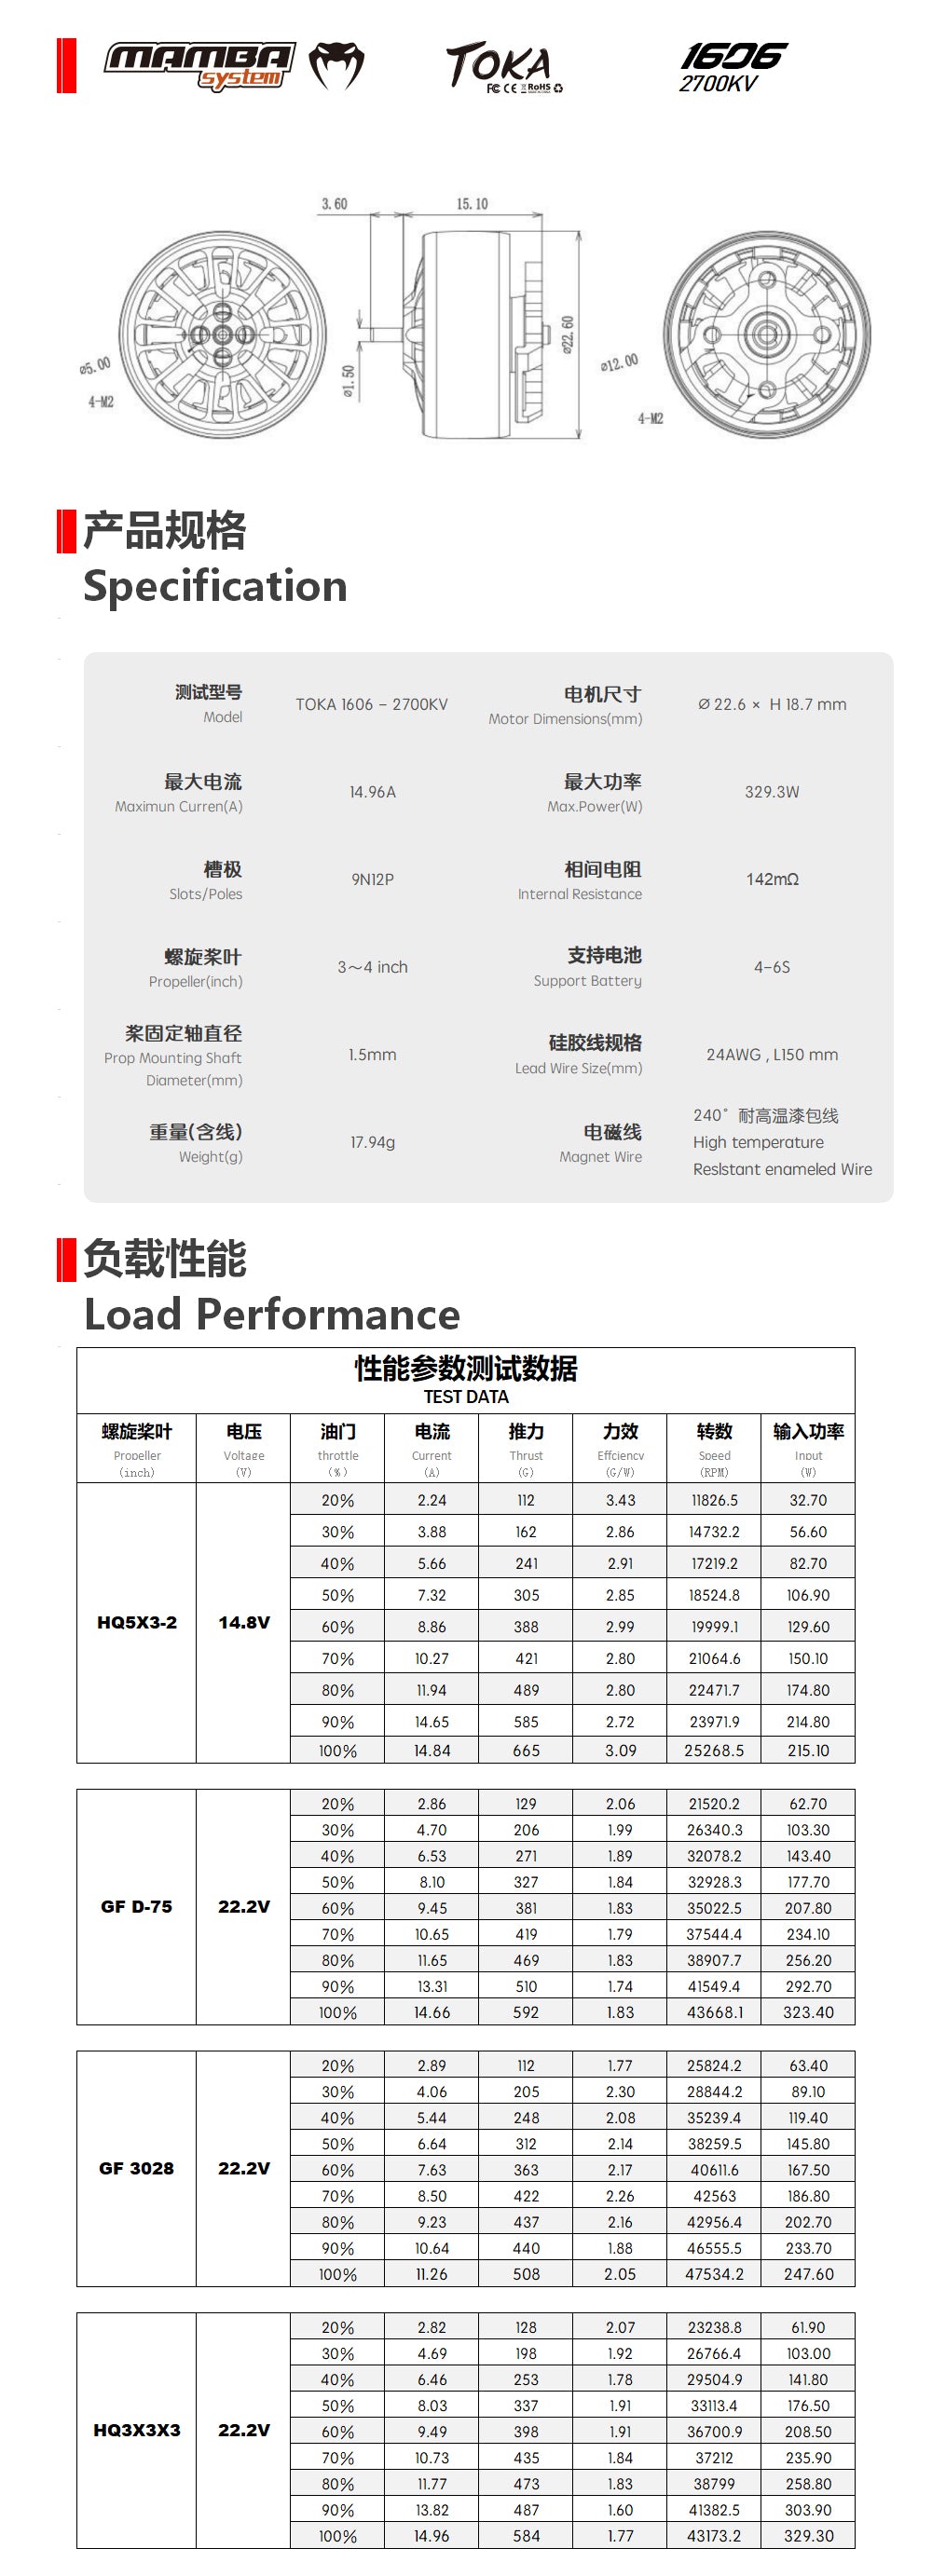 MAMBA system TOKA 1606
FC CE RoHS 2700KV
3.60 15.10
ø5.00 ø1.50 ø22.60 ø12.00
4-M2 4-M2
产品规格
Specification
测试型号 TOKA 1606 – 2700KV 电机尺寸 Ø 22.6 × H 18.7 mm
Model Motor Dimensions(mm)
最大电流 14.96A 最大功率 329.3W
Maximun Curren(A) Max.Power(W)
槽极 9N12P 相间电阻 142mΩ
Slots/Poles Internal Resistance
螺旋桨叶 3～4 inch 支持电池 4–6S
Propeller(inch) Support Battery
桨固定轴直径 1.5mm 硅胶线规格 24AWG , L150 mm
Prop Mounting Shaft Lead Wire Size(mm)
Diameter(mm)
重量(含线) 17.94g 电磁线 240° 耐高温漆包线
Weight(g) Magnet Wire High temperature
Reslstant enameled Wire
负载性能
Load Performance
性能参数测试数据
TEST DATA
螺旋桨叶 电压 油门 电流 推力 力效 转数 输入功率
Propeller Voltage throttle Current Thrust Effciency Speed Input
(inch) (V) (%) (A) (G) (G/W) (RPM) (W)
20% 2.24 112 3.43 11826.5 32.70
30% 3.88 162 2.86 14732.2 56.60
40% 5.66 241 2.91 17219.2 82.70
50% 7.32 305 2.85 18524.8 106.90
HQ5X3-2 14.8V 60% 8.86 388 2.99 19999.1 129.60
70% 10.27 421 2.80 21064.6 150.10
80% 11.94 489 2.80 22471.7 174.80
90% 14.65 585 2.72 23971.9 214.80
100% 14.84 665 3.09 25268.5 215.10
20% 2.86 129 2.06 21520.2 62.70
30% 4.70 206 1.99 26340.3 103.30
40% 6.53 271 1.89 32078.2 143.40
50% 8.10 327 1.84 32928.3 177.70
GF D-75 22.2V 60% 9.45 381 1.83 35022.5 207.80
70% 10.65 419 1.79 37544.4 234.10
80% 11.65 469 1.83 38907.7 256.20
90% 13.31 510 1.74 41549.4 292.70
100% 14.66 592 1.83 43668.1 323.40
20% 2.89 112 1.77 25824.2 63.40
30% 4.06 205 2.30 28844.2 89.10
40% 5.44 248 2.08 35239.4 119.40
50% 6.64 312 2.14 38259.5 145.80
GF 3028 22.2V 60% 7.63 363 2.17 40611.6 167.50
70% 8.50 422 2.26 42563 186.80
80% 9.23 437 2.16 42956.4 202.70
90% 10.64 440 1.88 46555.5 233.70
100% 11.26 508 2.05 47534.2 247.60
20% 2.82 128 2.07 23238.8 61.90
30% 4.69 198 1.92 26766.4 103.00
40% 6.46 253 1.78 29504.9 141.80
50% 8.03 337 1.91 33113.4 176.50
HQ3X3X3 22.2V 60% 9.49 398 1.91 36700.9 208.50
70% 10.73 435 1.84 37212 235.90
80% 11.77 473 1.83 38799 258.80
90% 13.82 487 1.60 41382.5 303.90
100% 14.96 584 1.77 43173.2 329.30